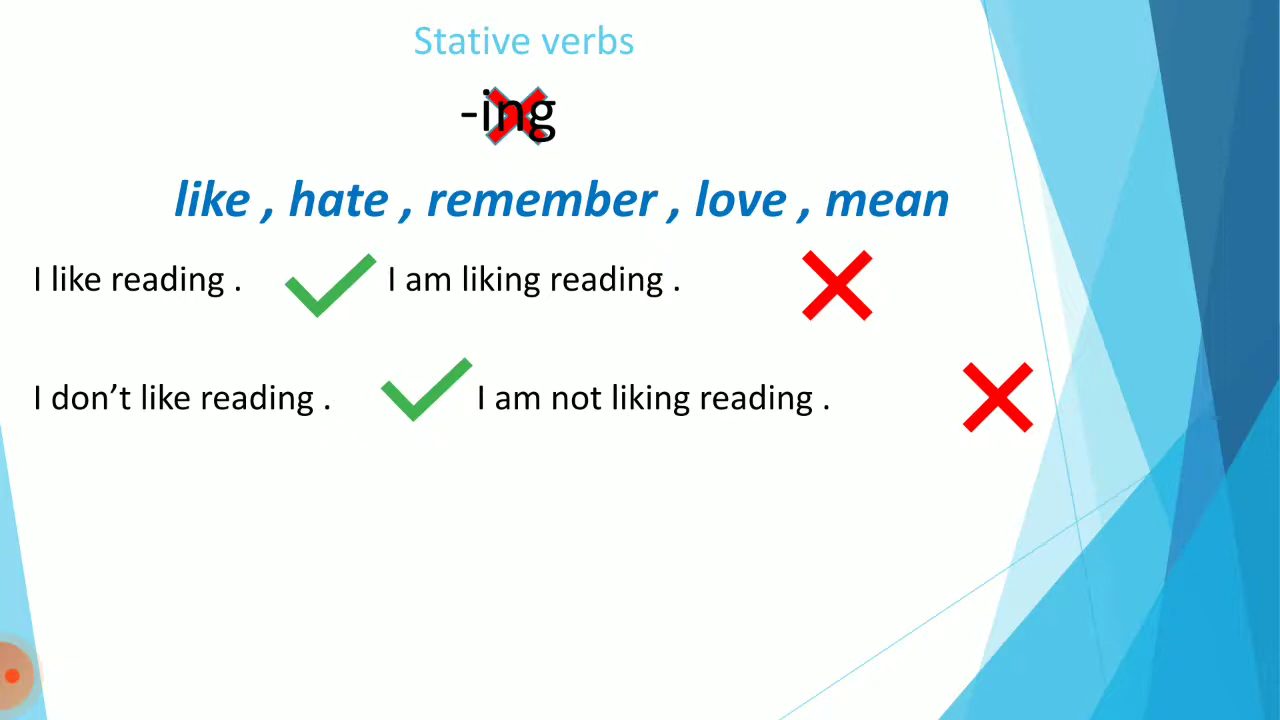 Stative verbs
-ing
like , hate , remember , love , mean
I like reading . I am liking reading .
I don’t like reading . I am not liking reading .